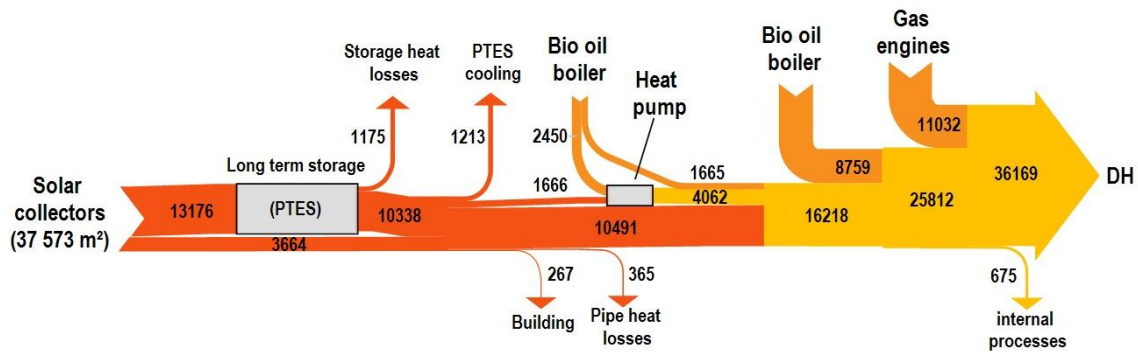 Storage heat
losses
PTES
cooling
Bio oil
boiler
Heat
pump
Bio oil
boiler
Gas
engines
1175
1213
2450
11032
Long term storage
1665
8759
36169
DH
Solar
collectors
(37 573 m²)
13176
(PTES)
10338
1666
4062
16218
25812
3664
10491
267
365
675
Building
Pipe heat
losses
internal
processes